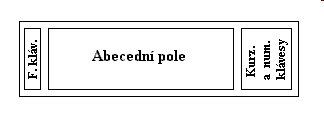 F. kláv.
Abecední pole
Kurz.
a num.
klávesy